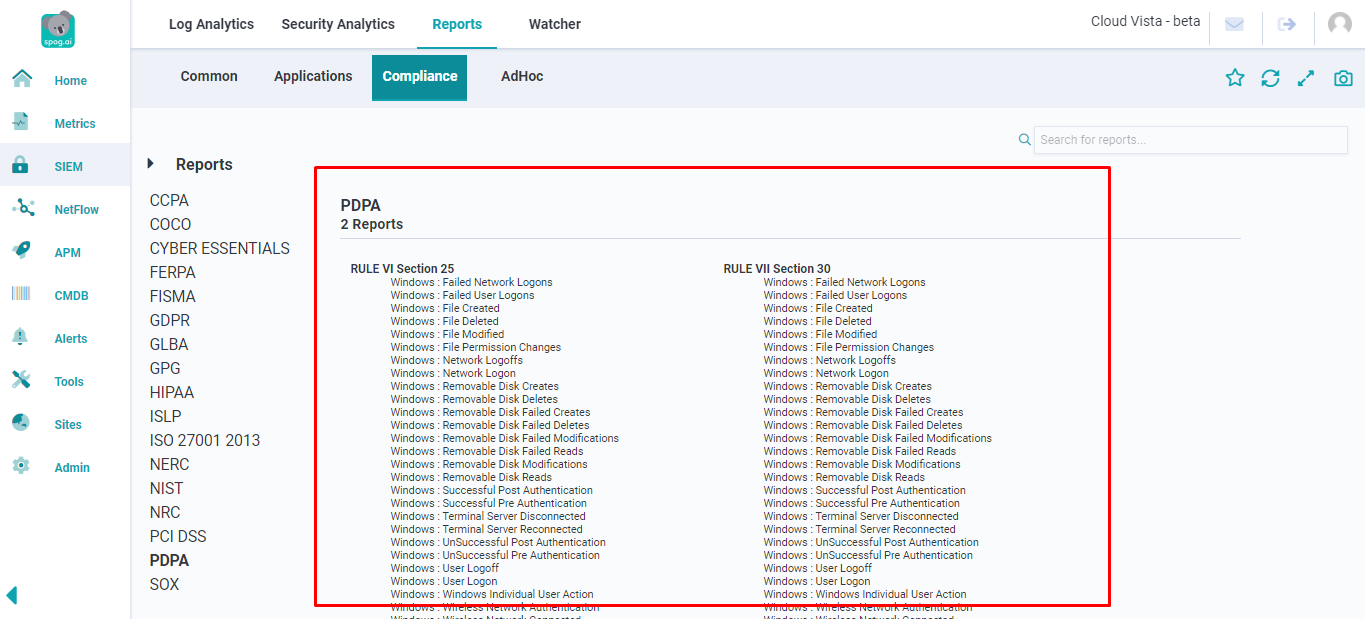 spog.ai
Log Analytics
Security Analytics
Reports
Watcher
Cloud Vista - beta
Home
Metrics
SIEM
NetFlow
APM
CMDB
Alerts
Tools
Sites
Admin
Common
Applications
Compliance
AdHoc
Search for reports...
Reports
CCPA
COCO
CYBER ESSENTIALS
FERPA
FISMA
GDPR
GLBA
GPG
HIPAA
ISLP
ISO 27001 2013
NERC
NIST
NRC
PCI DSS
PDPA
SOX
PDPA
2 Reports
RULE VI Section 25
Windows : Failed Network Logons
Windows : Failed User Logons
Windows : File Created
Windows : File Deleted
Windows : File Modified
Windows : File Permission Changes
Windows : Network Logoffs
Windows : Network Logon
Windows : Removable Disk Creates
Windows : Removable Disk Deletes
Windows : Removable Disk Failed Creates
Windows : Removable Disk Failed Deletes
Windows : Removable Disk Failed Modifications
Windows : Removable Disk Failed Reads
Windows : Removable Disk Modifications
Windows : Removable Disk Reads
Windows : Successful Post Authentication
Windows : Successful Pre Authentication
Windows : Terminal Server Disconnected
Windows : Terminal Server Reconnected
Windows : UnSuccessful Post Authentication
Windows : UnSuccessful Pre Authentication
Windows : User Logoff
Windows : User Logon
Windows : Windows Individual User Action
Windows : Wireless Network Authentication
Windows : Wireless Network Connected
RULE VII Section 30
Windows : Failed Network Logons
Windows : Failed User Logons
Windows : File Created
Windows : File Deleted
Windows : File Modified
Windows : File Permission Changes
Windows : Network Logoffs
Windows : Network Logon
Windows : Removable Disk Creates
Windows : Removable Disk Deletes
Windows : Removable Disk Failed Creates
Windows : Removable Disk Failed Deletes
Windows : Removable Disk Failed Modifications
Windows : Removable Disk Failed Reads
Windows : Removable Disk Modifications
Windows : Removable Disk Reads
Windows : Successful Post Authentication
Windows : Successful Pre Authentication
Windows : Terminal Server Disconnected
Windows : Terminal Server Reconnected
Windows : UnSuccessful Post Authentication
Windows : UnSuccessful Pre Authentication
Windows : User Logoff
Windows : User Logon
Windows : Windows Individual User Action
Windows : Wireless Network Authentication
Windows : Wireless Network Connected